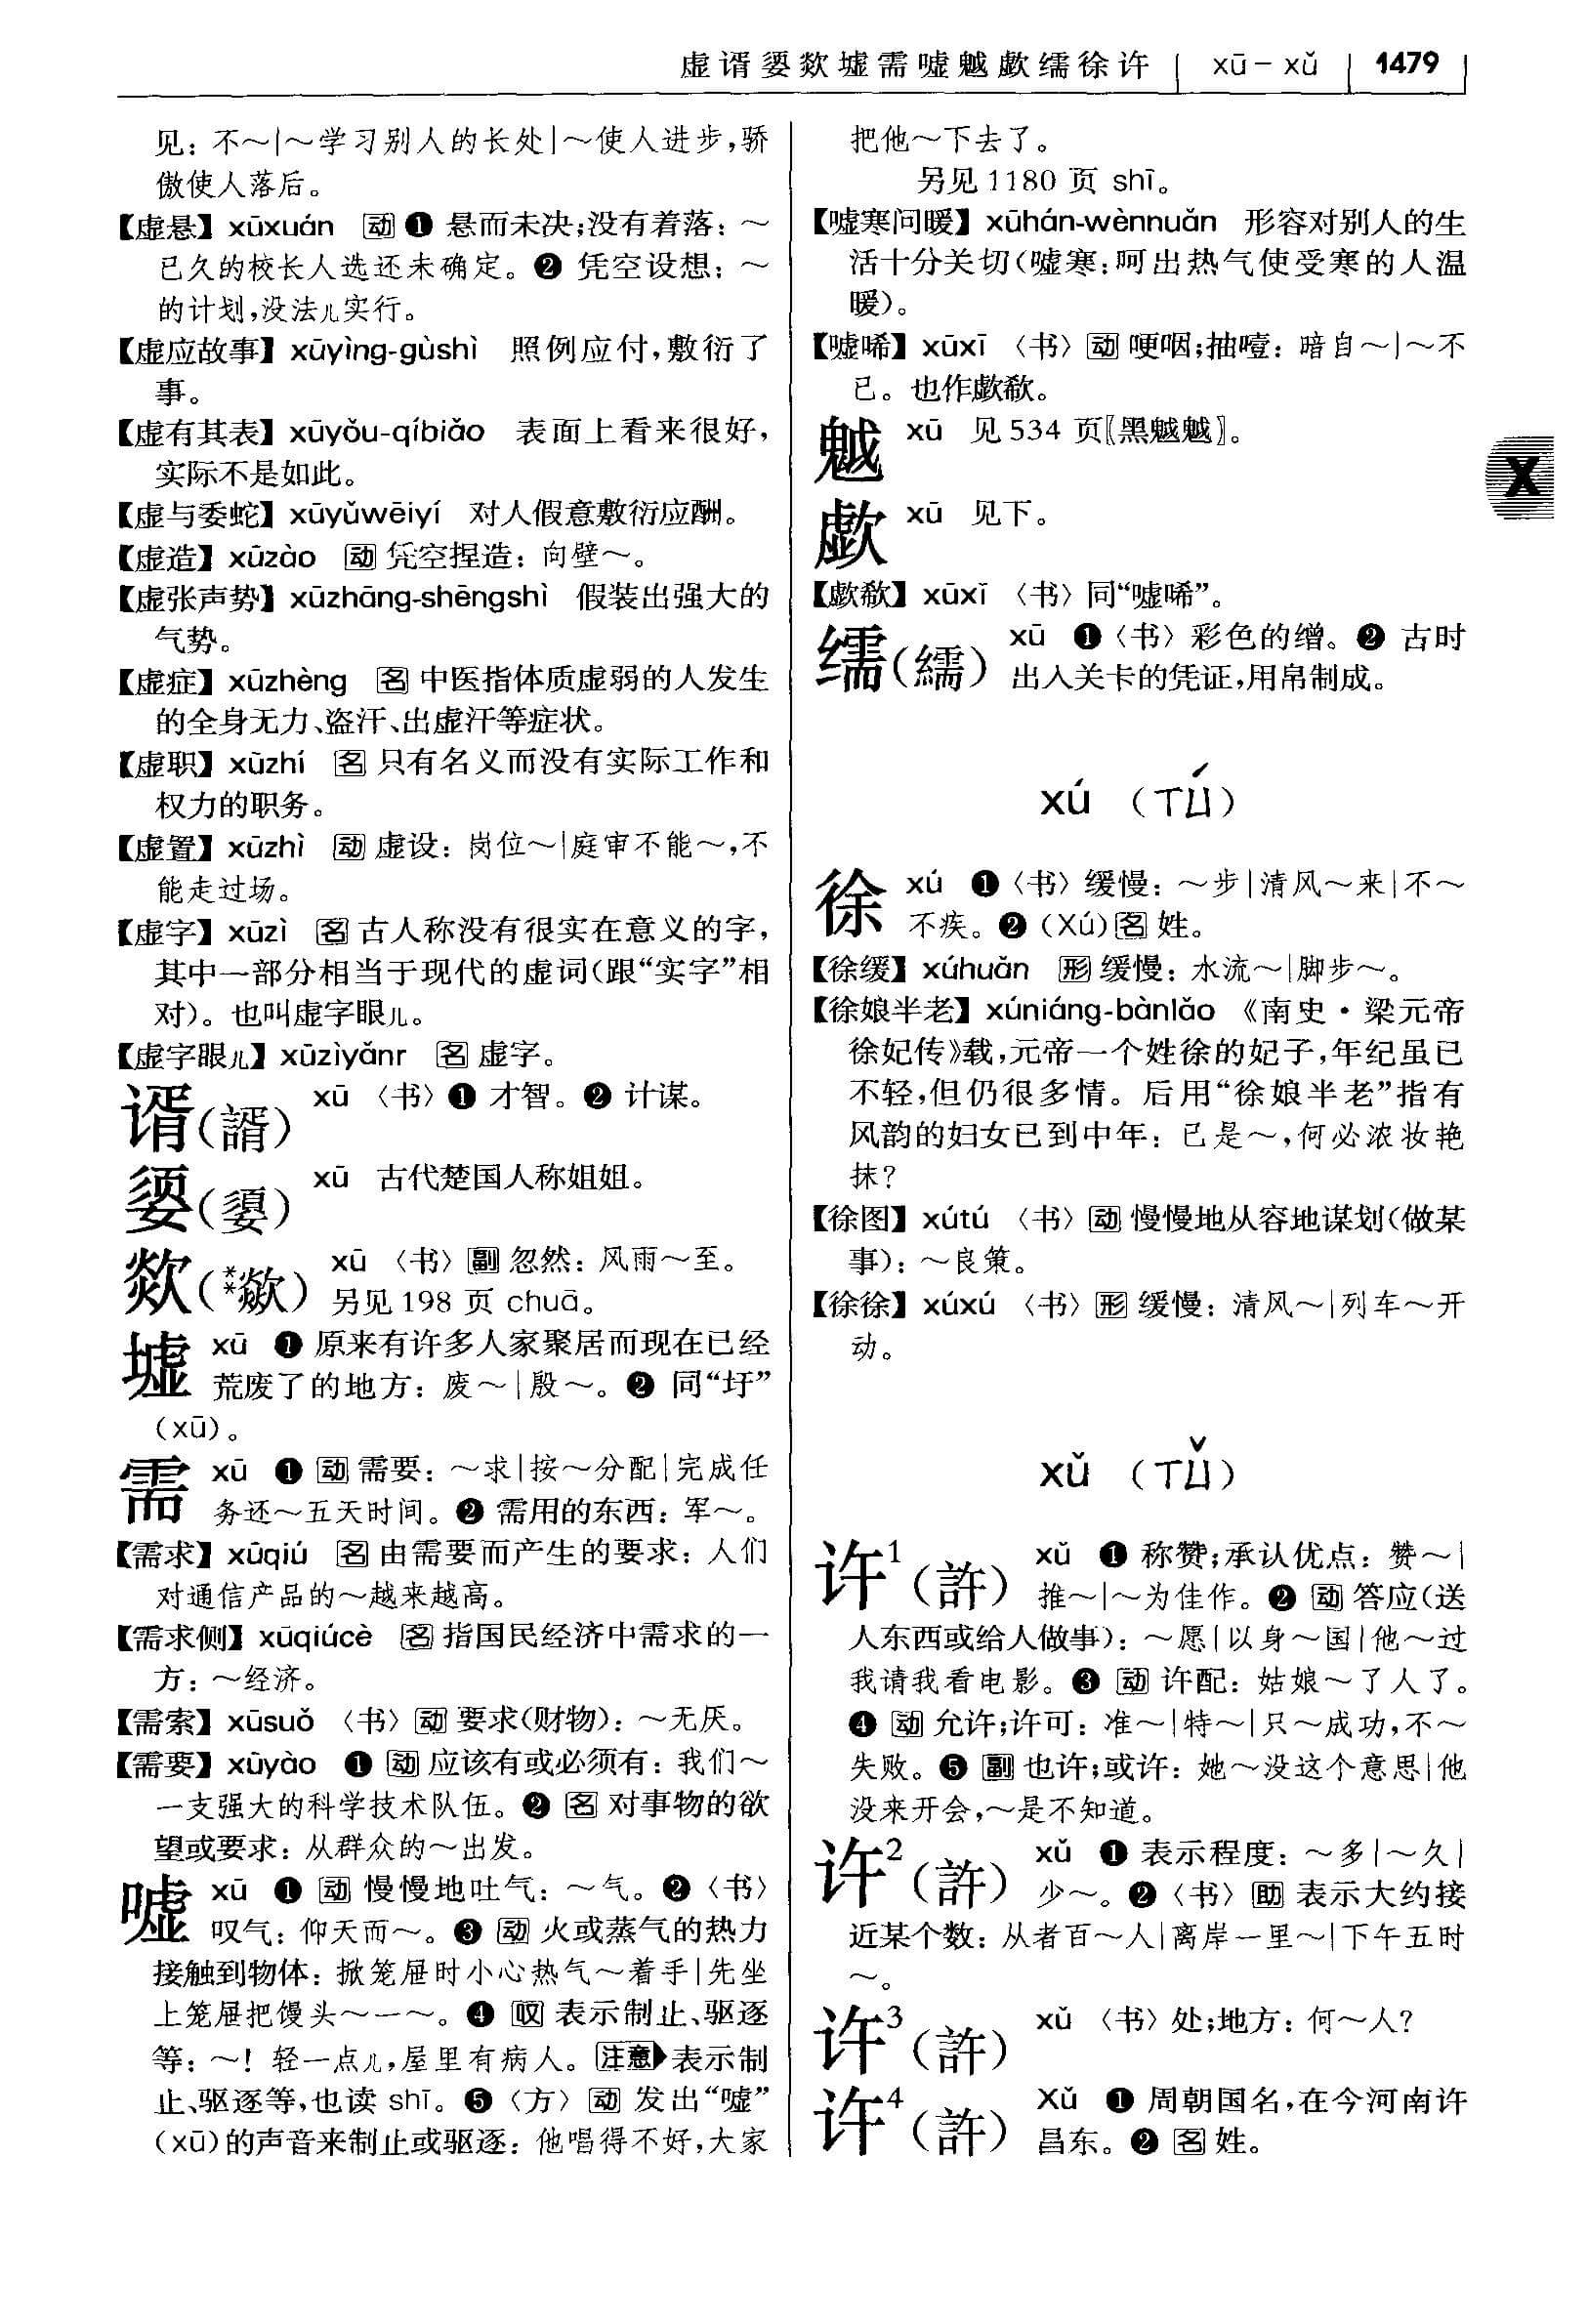 虚谞媭欻墟需嘘魆歔𦈡徐许 xū－xǔ 1479
见：不～|～学习别人的长处|～使人进步，骄
傲使人落后。
【虚悬】xūxuán 动 ❶ 悬而未决；没有着落：～
已久的校长人选还未确定。❷ 凭空设想：～
的计划，没法儿实行。
【虚应故事】xūyìng-gùshì 照例应付，敷衍了
事。
【虚有其表】xūyǒu-qíbiǎo 表面上看来很好，
实际不是如此。
【虚与委蛇】xūyǔwēiyí 对人假意敷衍应酬。
【虚造】xūzào 动 凭空捏造：向壁～。
【虚张声势】xūzhāng-shēngshì 假装出强大的
气势。
【虚症】xūzhèng 名 中医指体质虚弱的人发生
的全身无力、盗汗、出虚汗等症状。
【虚职】xūzhí 名 只有名义而没有实际工作和
权力的职务。
【虚置】xūzhì 动 虚设：岗位～|庭审不能～，不
能走过场。
【虚字】xūzì 名 古人称没有很实在意义的字，
其中一部分相当于现代的虚词（跟“实字”相
对）。也叫虚字眼儿。
【虚字眼儿】xūzìyǎnr 名 虚字。
谞（諝） xū 〈书〉❶ 才智。❷ 计谋。
媭（嬃） xū 古代楚国人称姐姐。
欻（**歘） xū 〈书〉副 忽然：风雨～至。
另见198 页 chuā。
墟 xū ❶ 原来有许多人家聚居而现在已经
荒废了的地方：废～|殷～。❷ 同“圩”
（xū）。
需 xū ❶ 动 需要：～求|按～分配|完成任
务还～五天时间。❷ 需用的东西：军～。
【需求】xūqiú 名 由需要而产生的要求：人们
对通信产品的～越来越高。
【需求侧】xūqiúcè 名 指国民经济中需求的一
方：～经济。
【需索】xūsuǒ 〈书〉动 要求（财物）：～无厌。
【需要】xūyào ❶ 动 应该有或必须有：我们～
一支强大的科学技术队伍。❷ 名 对事物的欲
望或要求：从群众的～出发。
嘘 xū ❶ 动 慢慢地吐气：～气。❷〈书〉
叹气：仰天而～。❸ 动 火或蒸气的热力
接触到物体：掀笼屉时小心热气～着手|先坐
上笼屉把馒头～一～。❹ 叹 表示制止、驱逐
等：～！轻一点儿，屋里有病人。注意 表示制
止、驱逐等，也读 shī。❺〈方〉动 发出“嘘”
（xū）的声音来制止或驱逐：他唱得不好，大家
把他～下去了。
另见1180 页 shī。
【嘘寒问暖】xūhán-wènnuǎn 形容对别人的生
活十分关切（嘘寒：呵出热气使受寒的人温
暖）。
【嘘唏】xūxī 〈书〉动 哽咽；抽噎：暗自～|～不
已。也作歔欷。
魆 xū 见534 页〖黑魆魆〗。
歔 xū 见下。
【歔欷】xūxī 〈书〉同“嘘唏”。
𦈡（繻） xū ❶〈书〉彩色的缯。❷ 古时
出入关卡的凭证，用帛制成。
xú （ㄒㄩˊ）
徐 xú ❶〈书〉缓慢：～步|清风～来|不～
不疾。❷（Xú）名 姓。
【徐缓】xúhuǎn 形 缓慢：水流～|脚步～。
【徐娘半老】xúniáng-bànlǎo 《南史·梁元帝
徐妃传》载，元帝一个姓徐的妃子，年纪虽已
不轻，但仍很多情。后用“徐娘半老”指有
风韵的妇女已到中年：已是～，何必浓妆艳
抹？
【徐图】xútú 〈书〉动 慢慢地从容地谋划（做某
事）：～良策。
【徐徐】xúxú 〈书〉形 缓慢：清风～|列车～开
动。
xǔ （ㄒㄩˇ）
许¹（許） xǔ ❶ 称赞；承认优点：赞～|
推～|～为佳作。❷ 动 答应（送
人东西或给人做事）：～愿|以身～国|他～过
我请我看电影。❸ 动 许配：姑娘～了人了。
❹ 动 允许；许可：准～|特～|只～成功，不～
失败。❺ 副 也许；或许：她～没这个意思|他
没来开会，～是不知道。
许²（許） xǔ ❶ 表示程度：～多|～久|
少～。❷〈书〉助 表示大约接
近某个数：从者百～人|离岸一里～|下午五时
～。
许³（許） xǔ 〈书〉处；地方：何～人？
许⁴（許） Xǔ ❶ 周朝国名，在今河南许
昌东。❷ 名 姓。
X